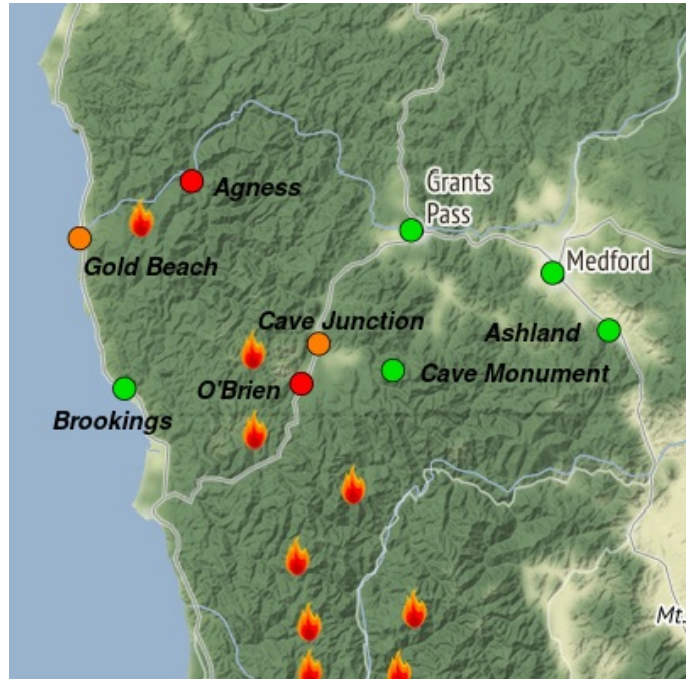 Agness
Grants
Pass
Gold Beach
Medford
Cave Junction
Ashland
O'Brien
Cave Monument
Brookings
Mt.